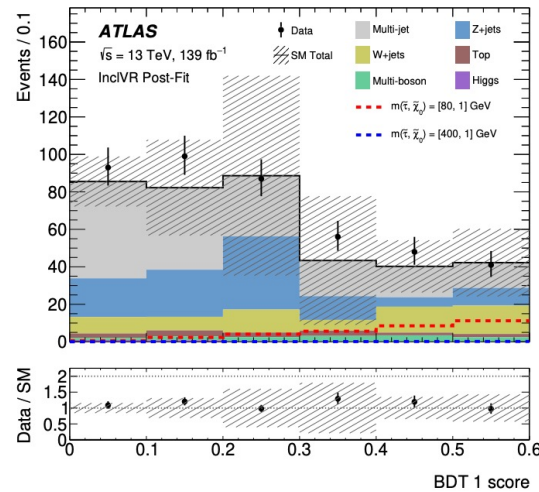 Events / 0.1
160
140
120
100
80
60
40
20
0
ATLAS
√s = 13 TeV, 139 fb⁻¹
InclVR Post-Fit
Data
SM Total
Multi-jet
W+jets
Multi-boson
Z+jets
Top
Higgs
m(τ̃, χ̃₀) = [80, 1] GeV
m(τ̃, χ̃₀) = [400, 1] GeV
Data / SM
2
1.5
1
0.5
0
0 0.1 0.2 0.3 0.4 0.5 0.6
BDT 1 score